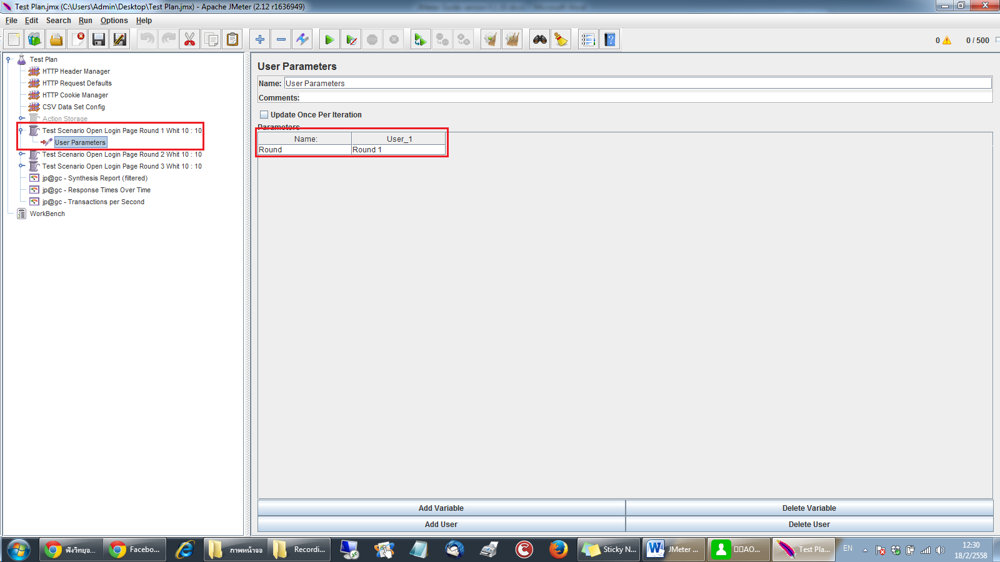 Test Plan.jmx (C:\Users\Admin\Desktop\Test Plan.jmx) - Apache JMeter (2.12 r1636949)
File Edit Search Run Options Help
0 0 / 500
Test Plan
HTTP Header Manager
HTTP Request Defaults
HTTP Cookie Manager
CSV Data Set Config
Action Storage
Test Scenario Open Login Page Round 1 Whit 10 : 10
User Parameters
Test Scenario Open Login Page Round 2 Whit 10 : 10
Test Scenario Open Login Page Round 3 Whit 10 : 10
jp@gc - Synthesis Report (filtered)
jp@gc - Response Times Over Time
jp@gc - Transactions per Second
WorkBench
User Parameters
Name: User Parameters
Comments:
Update Once Per Iteration
Parameters
Name: User_1
Round Round 1
Add Variable Delete Variable
Add User Delete User
ฟังวิทยุอ... Facebo... ภาพหน้าจอ Recordi... Sticky N... JMeter ... AO... Test Pla... EN
12:30
18/2/2558